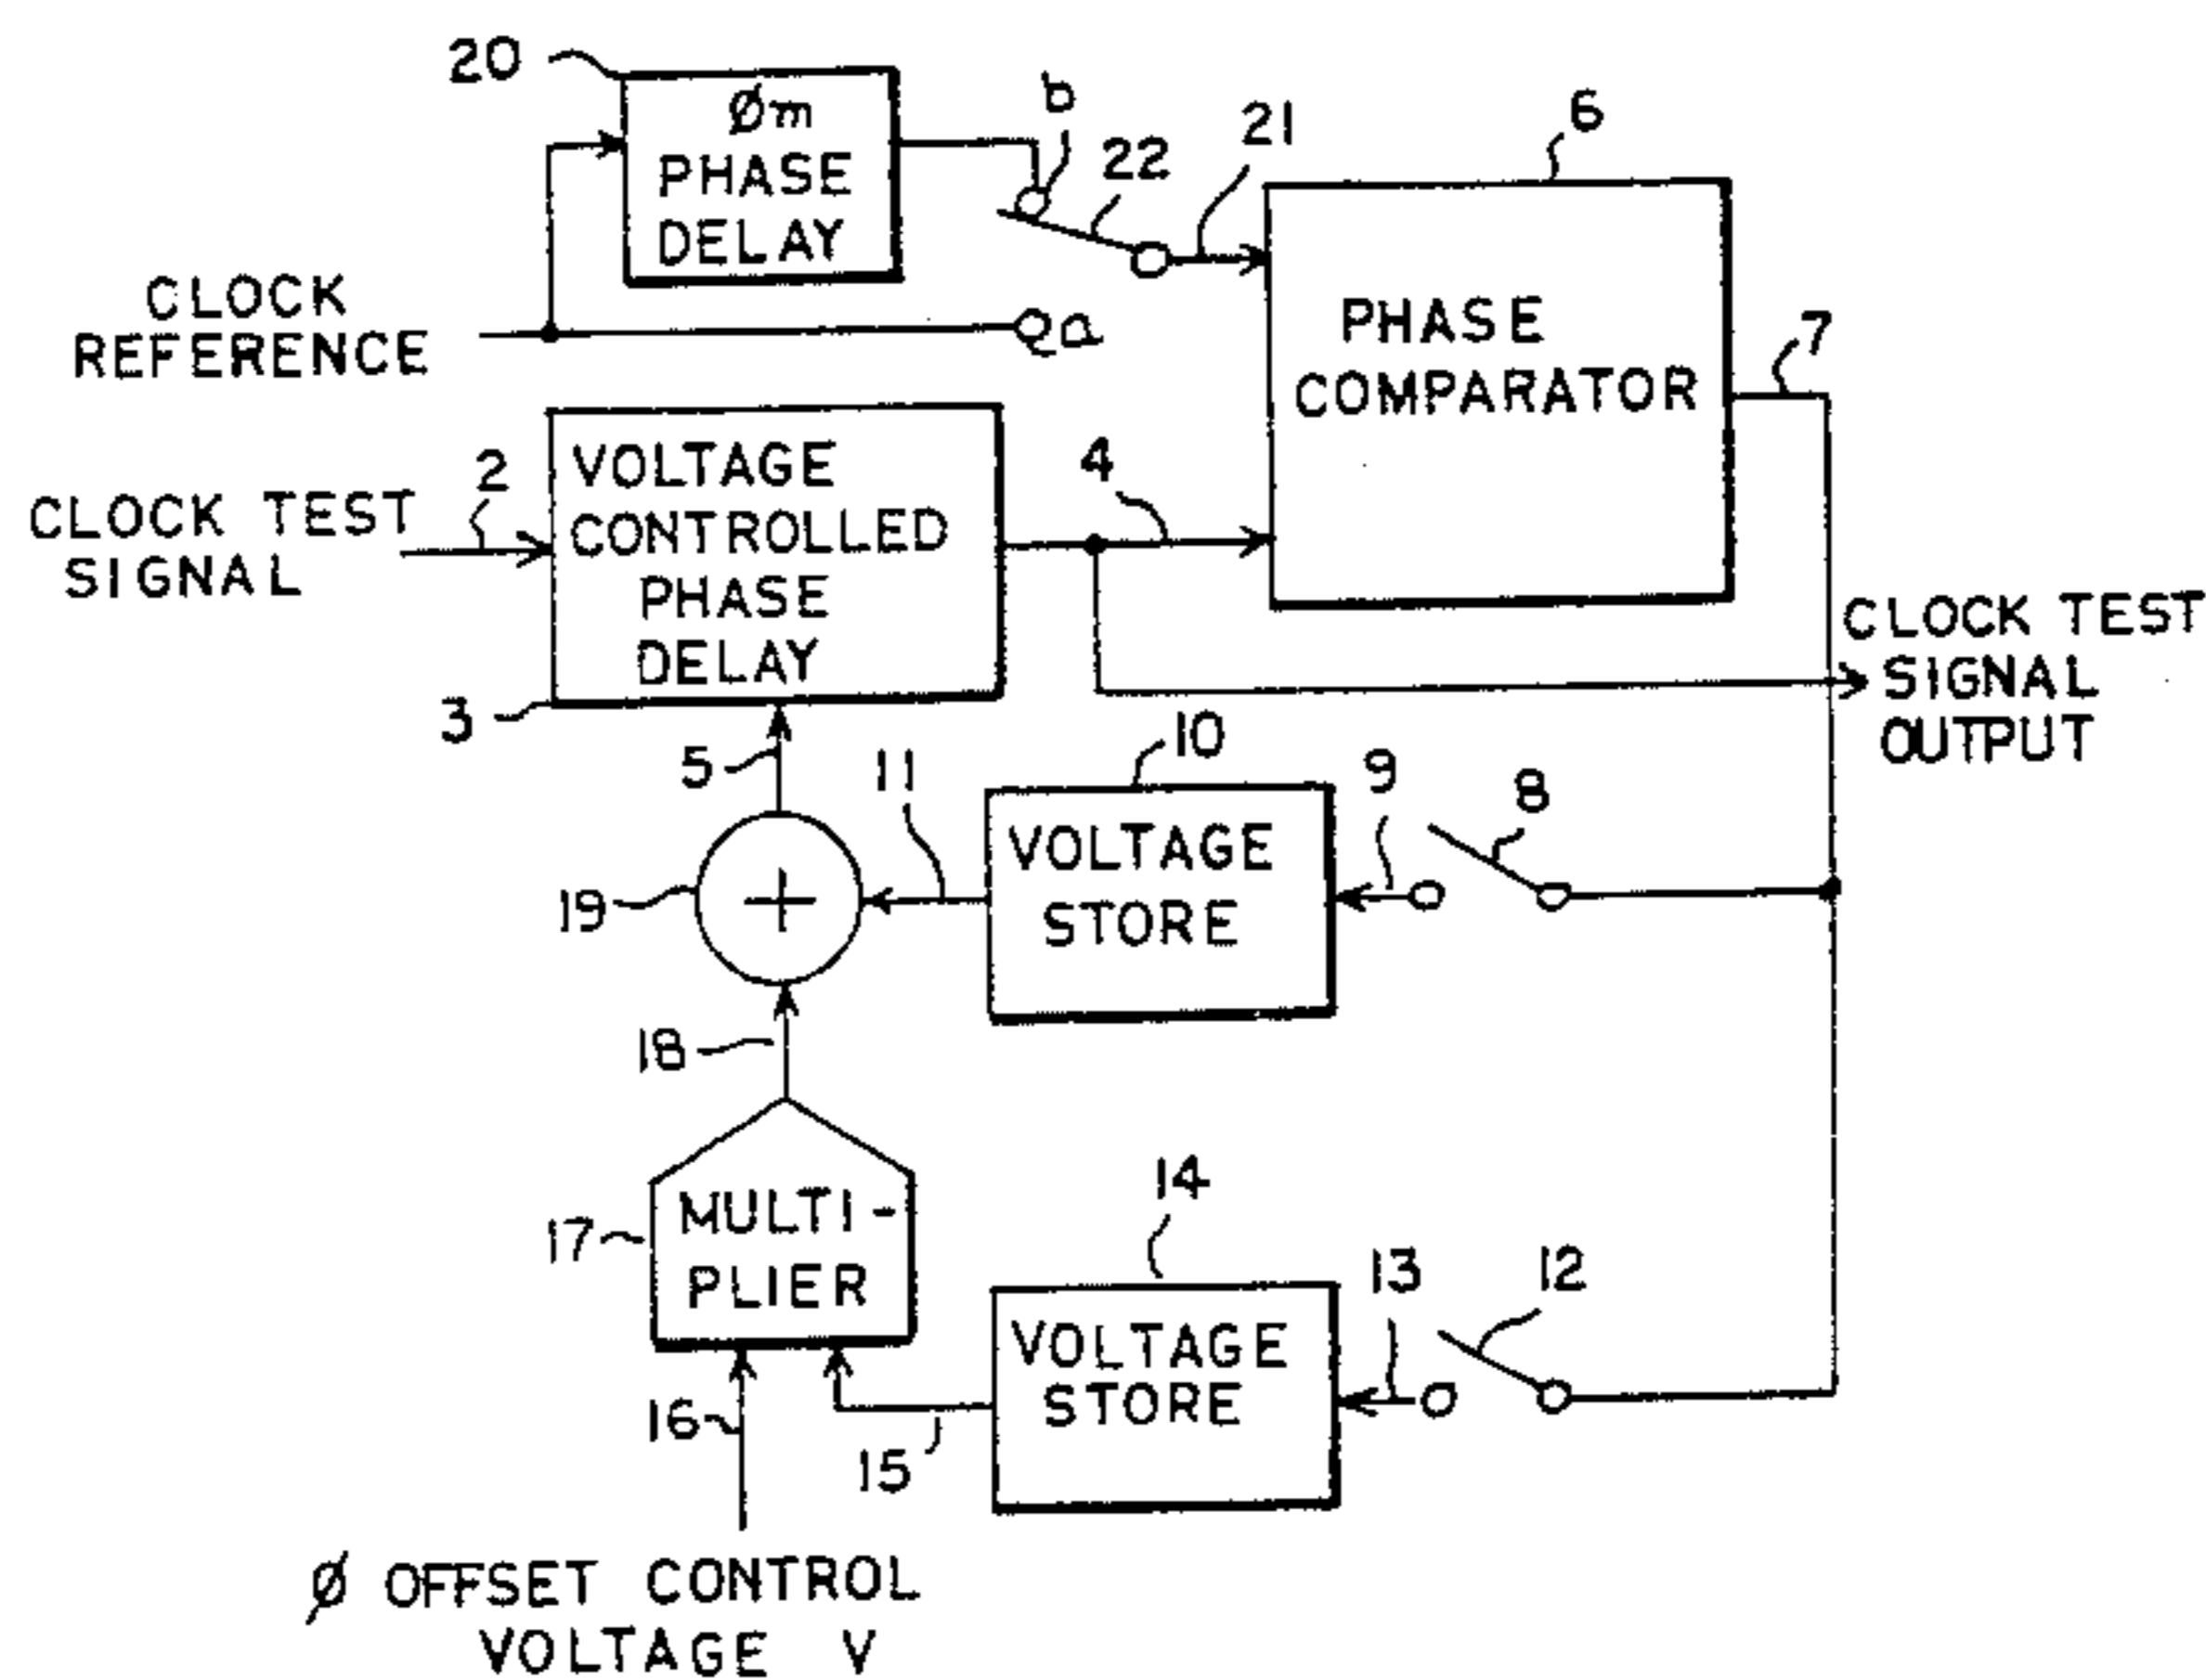 20
Øm
PHASE
DELAY
b
22
21
6
CLOCK
REFERENCE
a
PHASE
COMPARATOR
7
CLOCK TEST
SIGNAL
2
VOLTAGE
CONTROLLED
PHASE
DELAY
3
4
CLOCK TEST
SIGNAL
OUTPUT
5
11
10
VOLTAGE
STORE
9
8
19
+
18
17
MULTI-
PLIER
14
VOLTAGE
STORE
13
12
16
15
Ø OFFSET CONTROL
VOLTAGE V